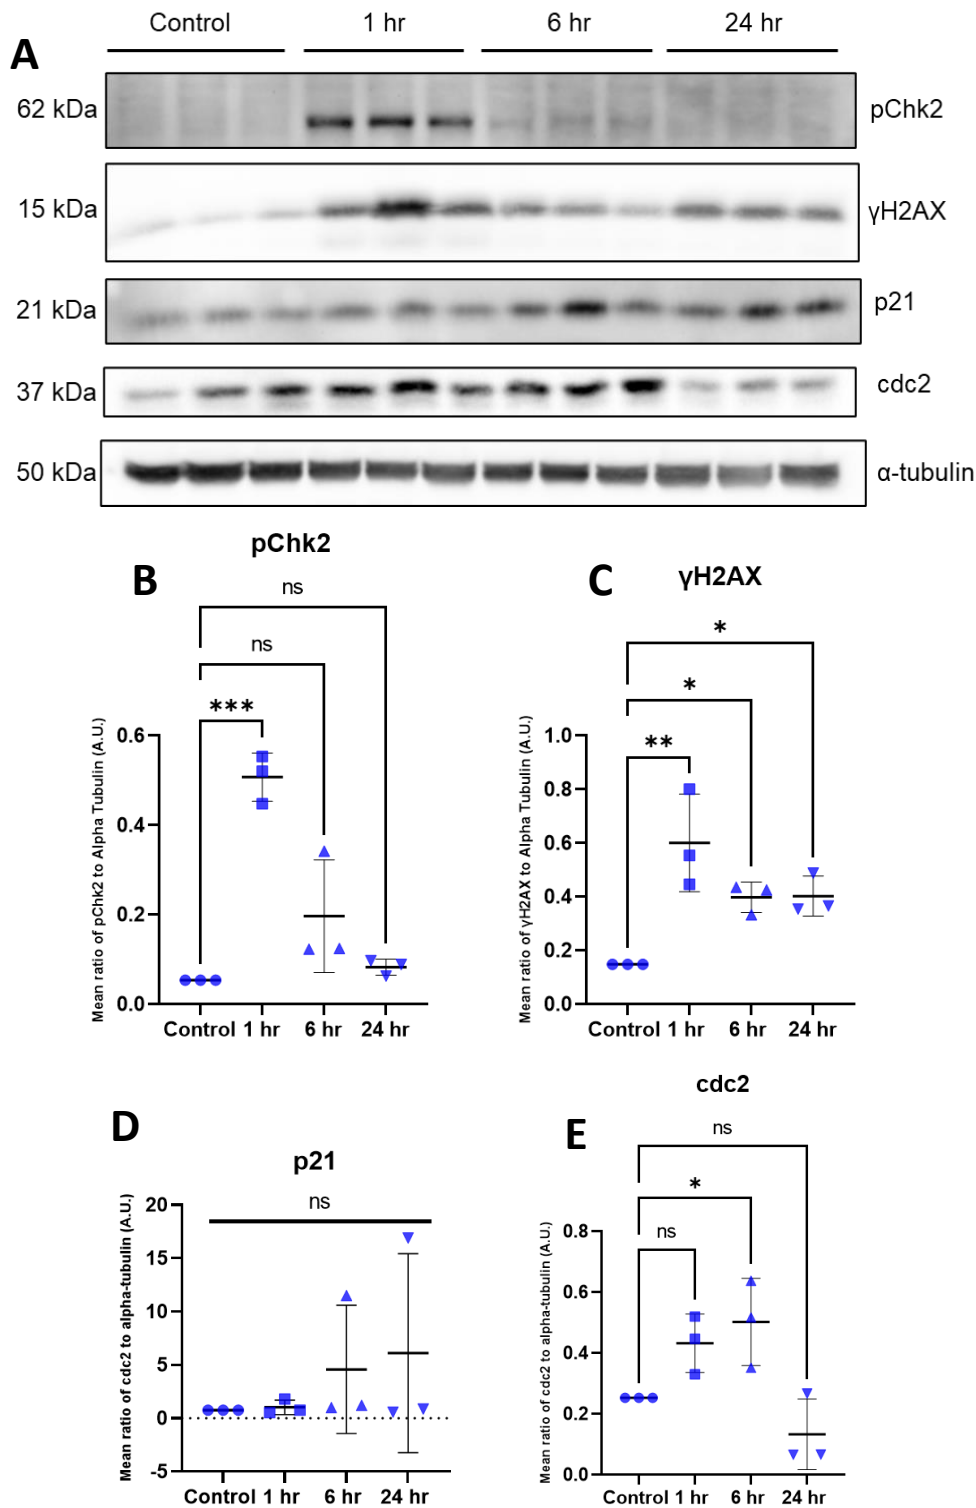 Control 1 hr 6 hr 24 hr
A
62 kDa pChk2
15 kDa γH2AX
21 kDa p21
37 kDa cdc2
50 kDa α-tubulin
B
pChk2
ns
ns
***
Mean ratio of pChk2 to Alpha Tubulin (A.U.)
0.6
0.4
0.2
0.0
Control 1 hr 6 hr 24 hr
C
γH2AX
*
*
**
Mean ratio of γH2AX to Alpha Tubulin (A.U.)
1.0
0.8
0.6
0.4
0.2
0.0
Control 1 hr 6 hr 24 hr
D
p21
ns
Mean ratio of cdc2 to alpha-tubulin (A.U.)
20
15
10
5
0
-5
Control 1 hr 6 hr 24 hr
E
cdc2
ns
*
ns
Mean ratio of cdc2 to alpha-tubulin (A.U.)
0.8
0.6
0.4
0.2
0.0
Control 1 hr 6 hr 24 hr